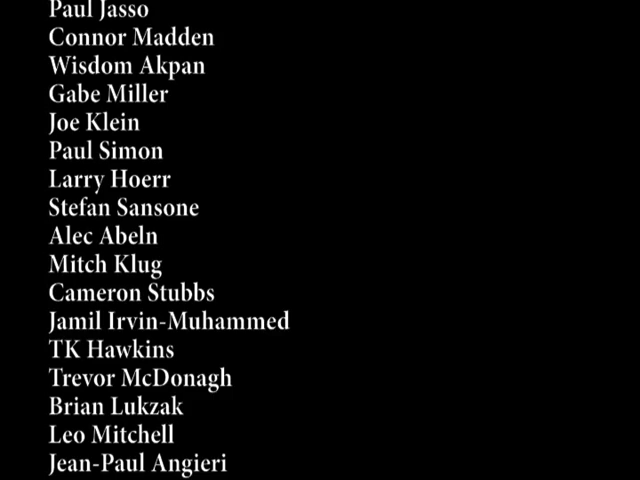 Paul Jasso
Connor Madden
Wisdom Akpan
Gabe Miller
Joe Klein
Paul Simon
Larry Hoerr
Stefan Sansone
Alec Abeln
Mitch Klug
Cameron Stubbs
Jamil Irvin-Muhammed
TK Hawkins
Trevor McDonagh
Brian Lukzak
Leo Mitchell
Jean-Paul Angieri